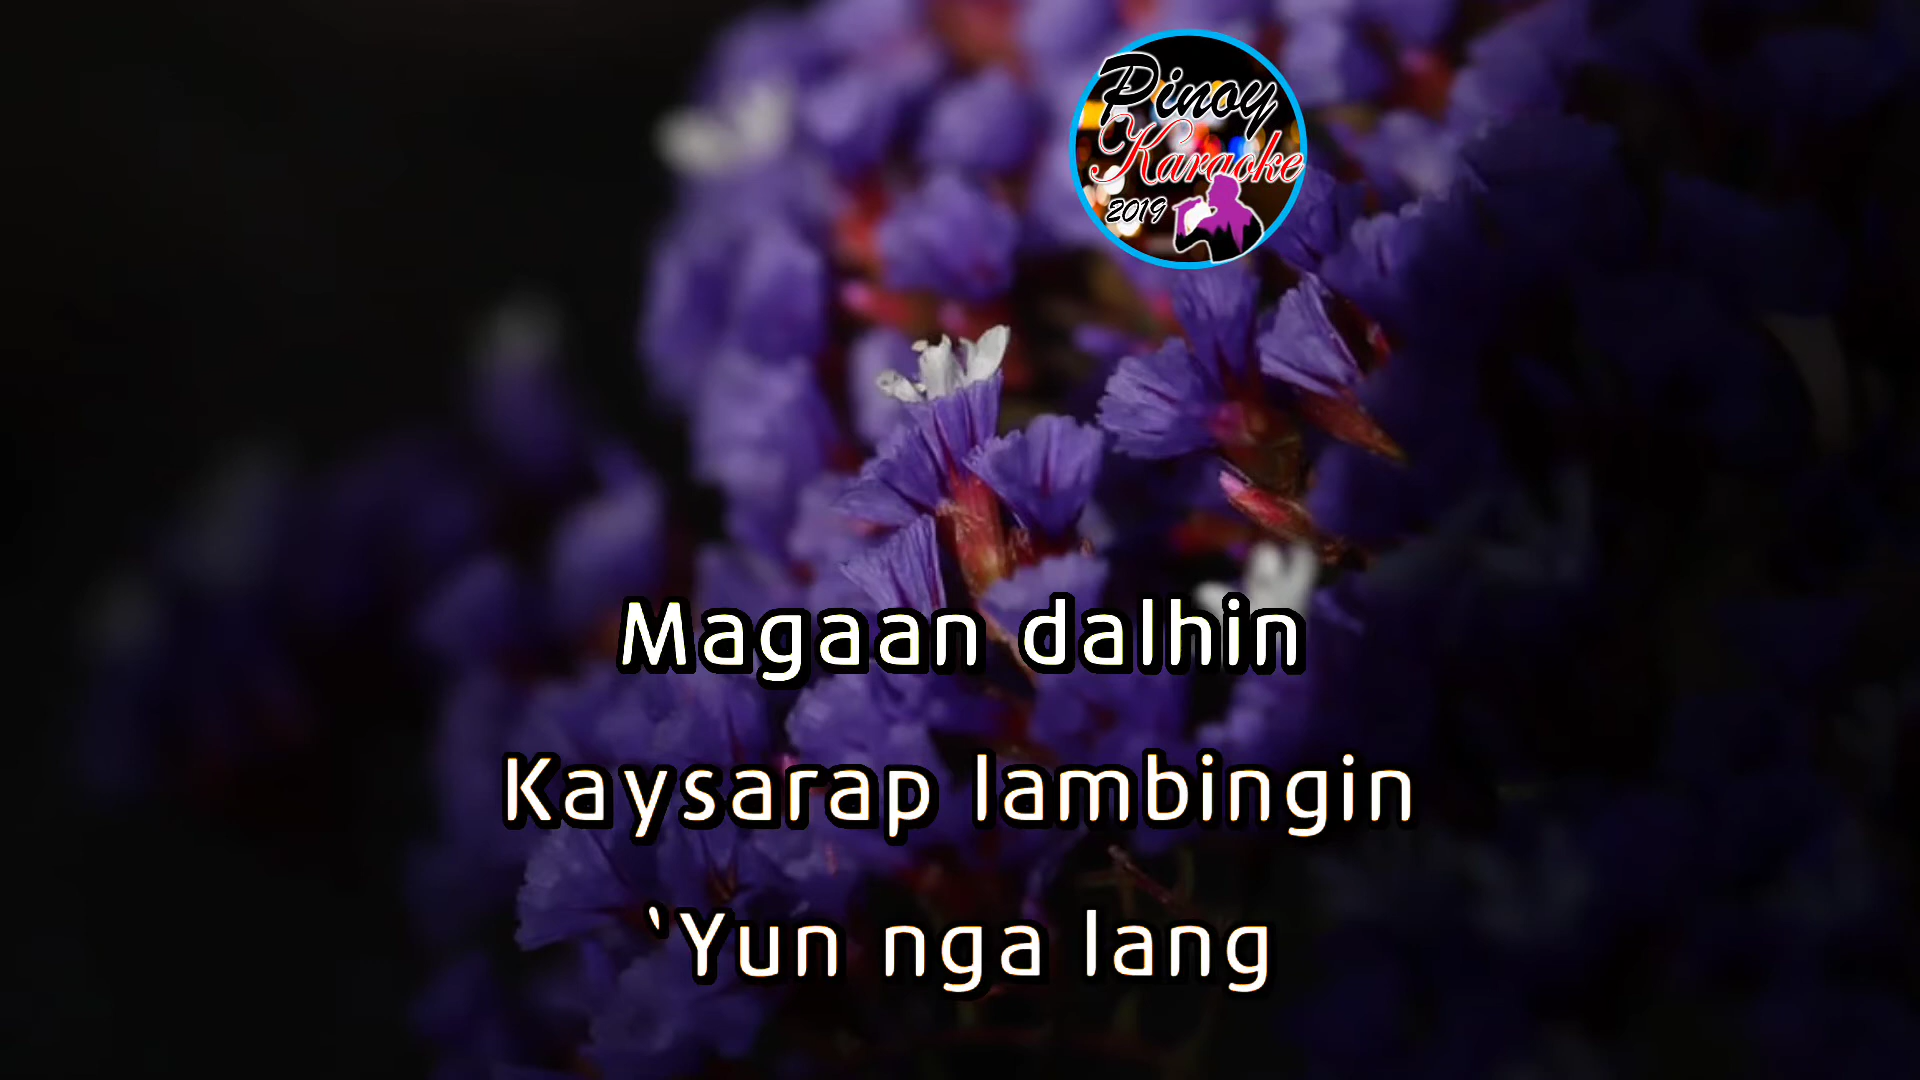 Pinoy
Karaoke
2019
Magaan dalhin
Kaysarap lambingin
`Yun nga lang